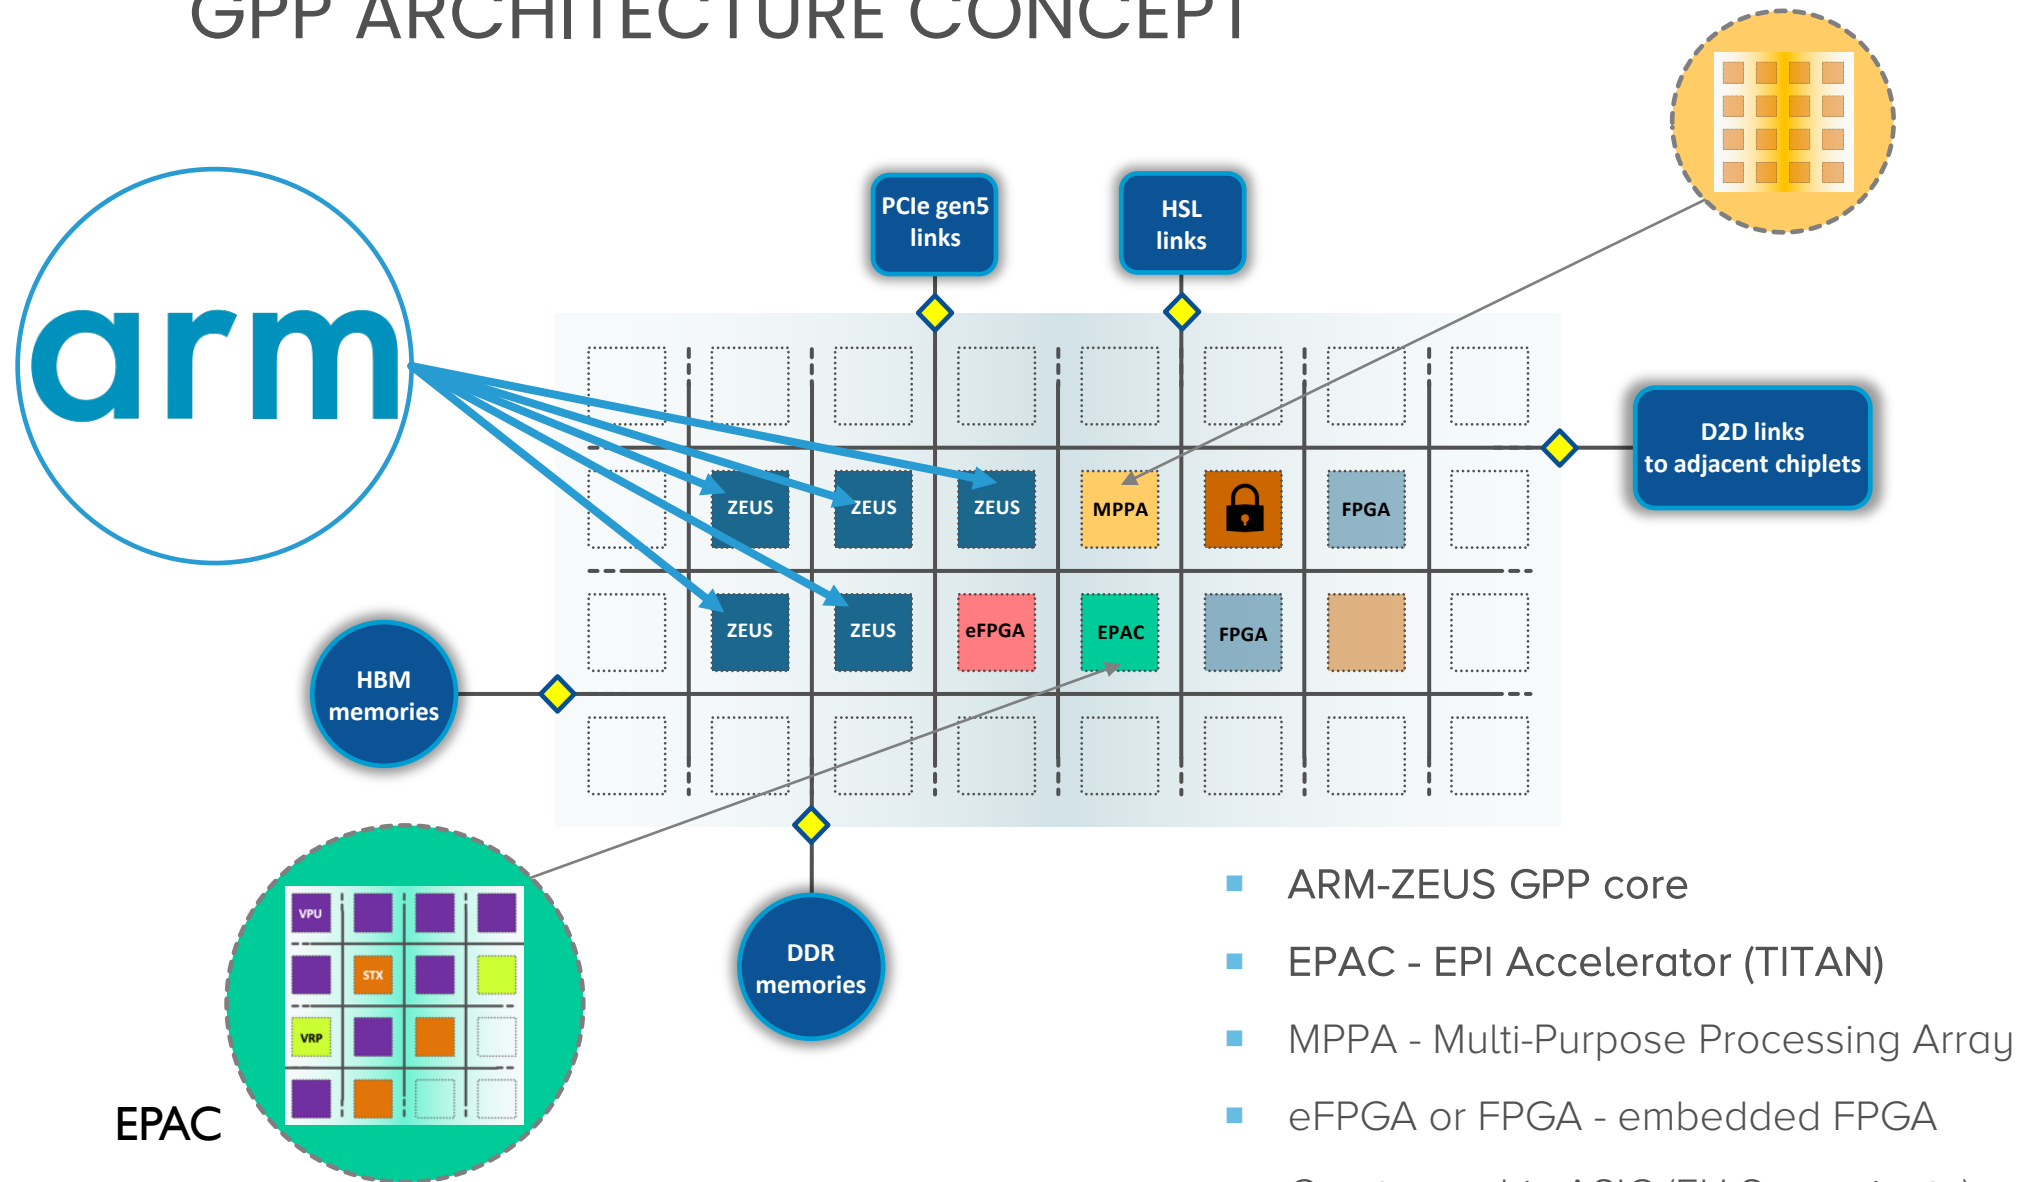 GPP ARCHITECTURE CONCEPT
PCIe gen5
links
HSL
links
arm
D2D links
to adjacent chiplets
ZEUS
ZEUS
ZEUS
MPPA
FPGA
ZEUS
ZEUS
eFPGA
EPAC
FPGA
HBM
memories
DDR
memories
VPU
STX
VRP
EPAC
ARM-ZEUS GPP core
EPAC - EPI Accelerator (TITAN)
MPPA - Multi-Purpose Processing Array
eFPGA or FPGA - embedded FPGA